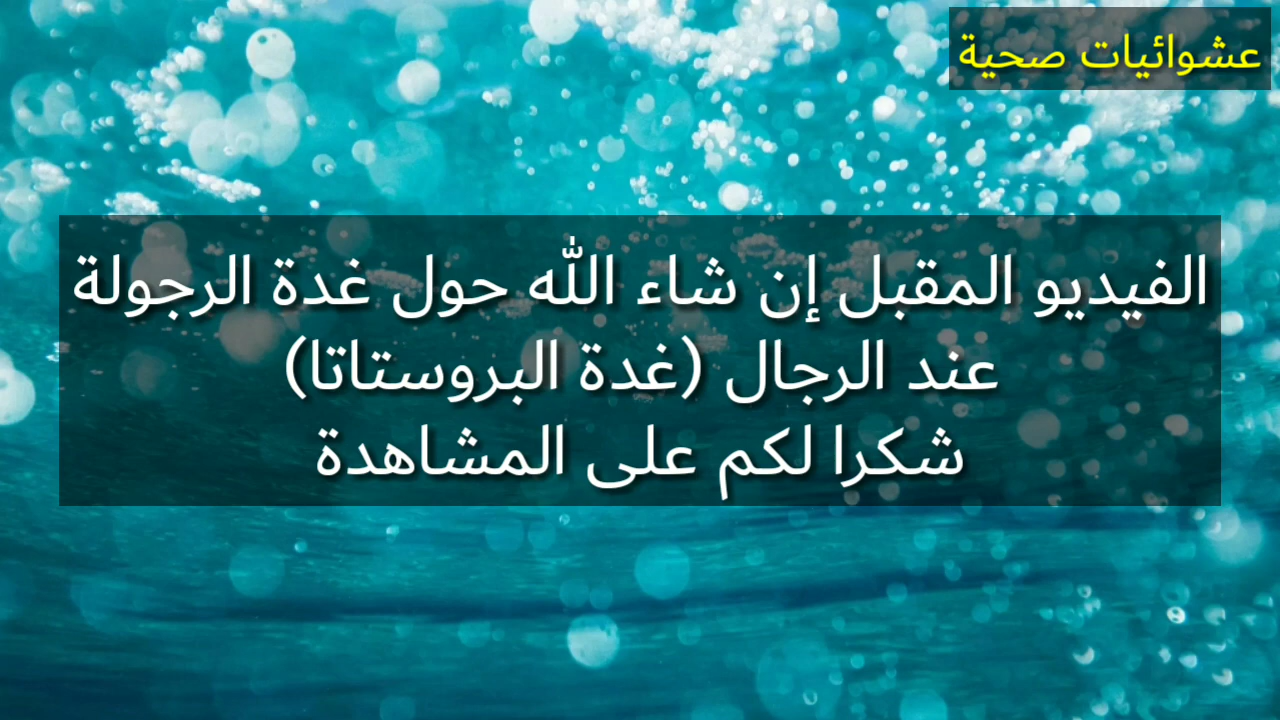 عشوائيات صحية
الفيديو المقبل إن شاء الله حول غدة الرجولة
عند الرجال (غدة البروستاتا)
شكرا لكم على المشاهدة